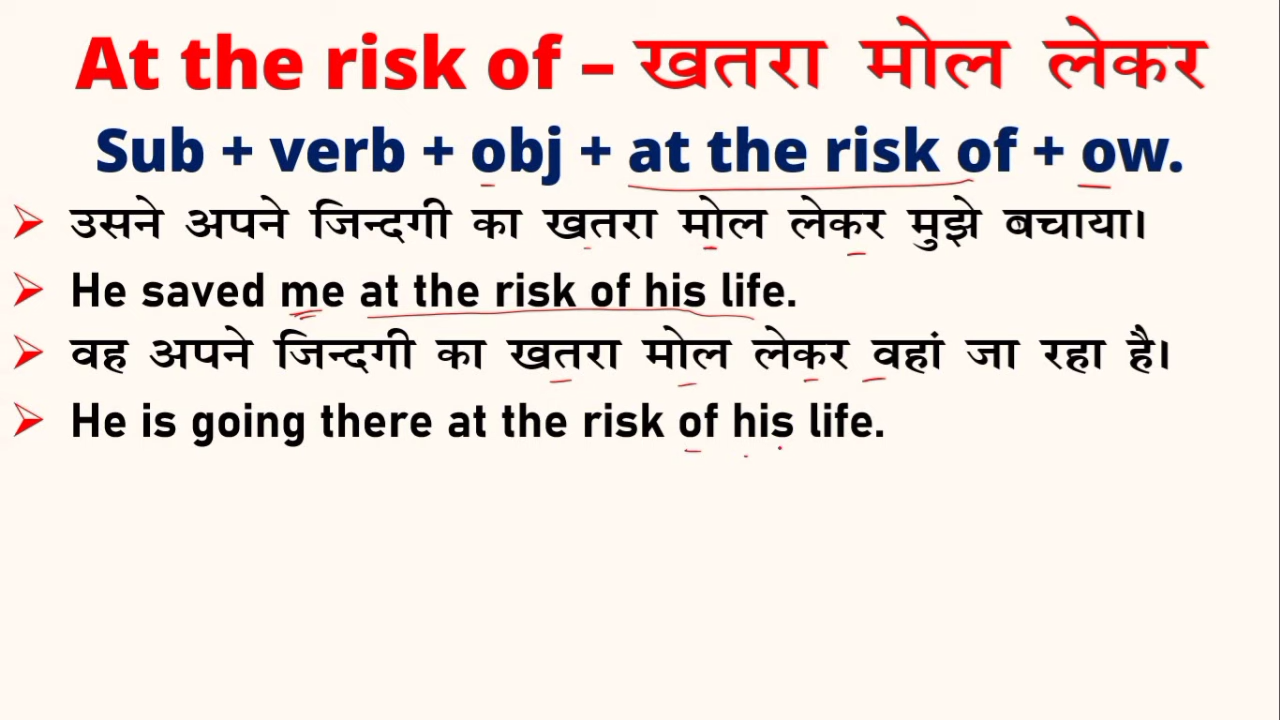 At the risk of – खतरा मोल लेकर
Sub + verb + obj + at the risk of + ow.
उसने अपने जिन्दगी का खतरा मोल लेकर मुझे बचाया।
He saved me at the risk of his life.
वह अपने जिन्दगी का खतरा मोल लेकर वहां जा रहा है।
He is going there at the risk of his life.